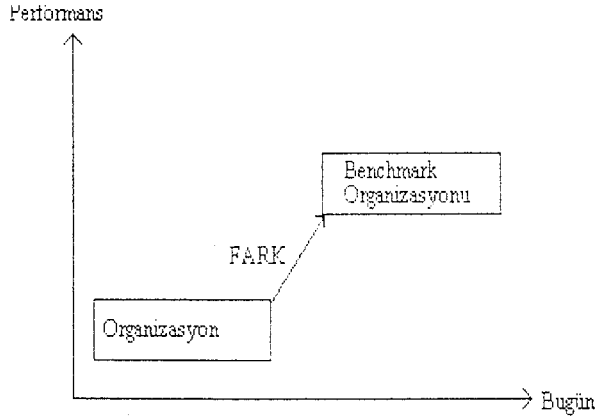 Performans
Benchmark
Organizasyonu
FARK
Organizasyon
Bugün